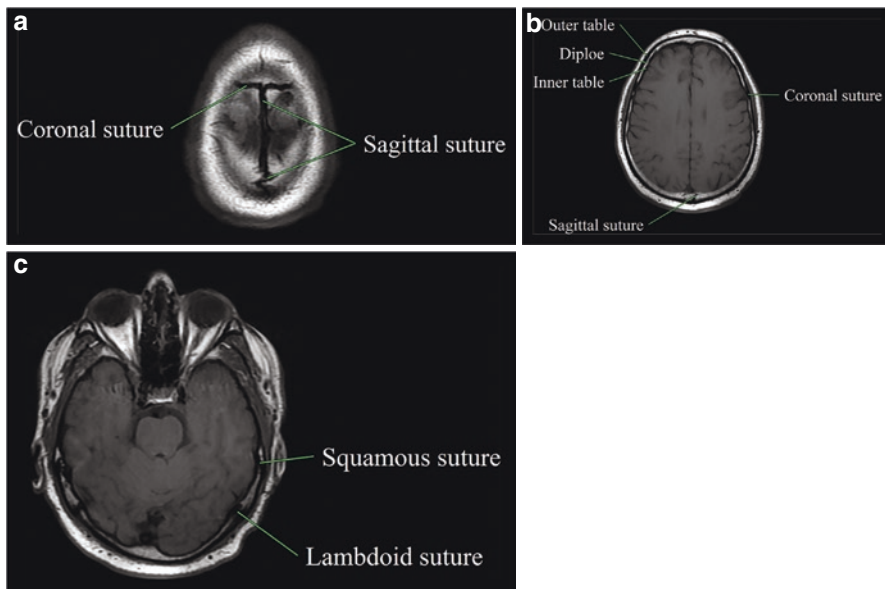 a
Coronal suture
Sagittal suture
b
Outer table
Diploe
Inner table
Coronal suture
Sagittal suture
c
Squamous suture
Lambdoid suture